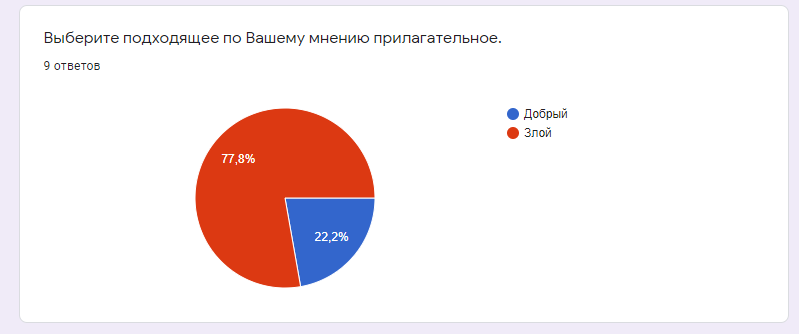 Выберите подходящее по Вашему мнению прилагательное.
9 ответов
Добрый
Злой
77,8%
22,2%